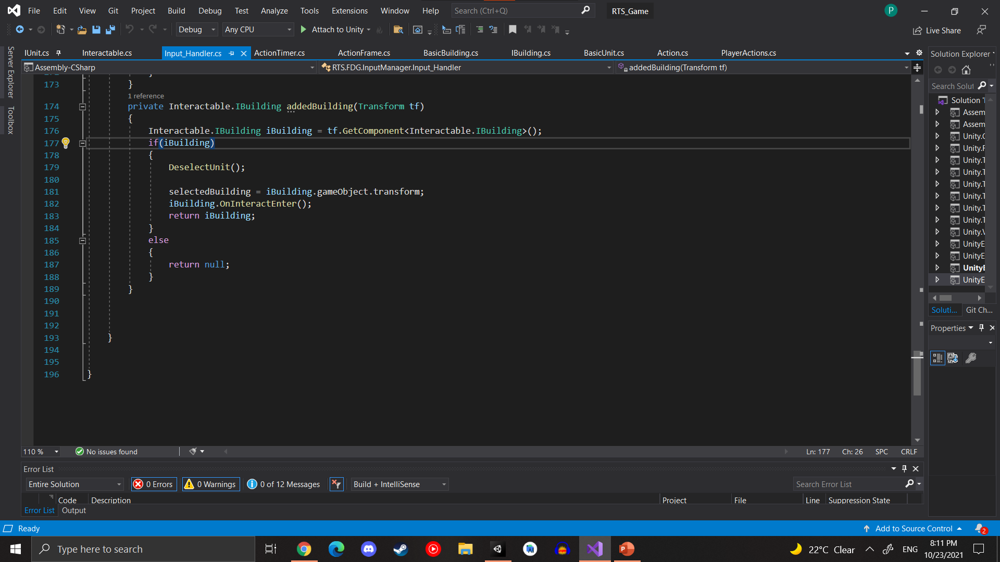 File Edit View Git Project Build Debug Test Analyze Tools Extensions Window Help Search (Ctrl+Q) RTS_Game P
Debug Any CPU Attach to Unity Live Share
IUnit.cs Interactable.cs Input_Handler.cs ActionTimer.cs ActionFrame.cs BasicBuilding.cs IBuilding.cs BasicUnit.cs Action.cs PlayerActions.cs
Assembly-CSharp RTS.FDG.InputManager.Input_Handler addedBuilding(Transform tf)
Server Explorer
Toolbox
173 }
1 reference
174 private Interactable.IBuilding addedBuilding(Transform tf)
175 {
176 Interactable.IBuilding iBuilding = tf.GetComponent<Interactable.IBuilding>();
177 if(iBuilding)
178 {
179 DeselectUnit();
180
181 selectedBuilding = iBuilding.gameObject.transform;
182 iBuilding.OnInteractEnter();
183 return iBuilding;
184 }
185 else
186 {
187 return null;
188 }
189 }
190
191
192
193 }
194
195
196 }
110 % No issues found Ln: 177 Ch: 26 SPC CRLF
Solution Explorer
Search Solut
Solution '
Assem
Assem
Unity.
Unity.
Unity.
Unity.
Unity.
Unity.
Unity.
Unity.
Unity.
UnityE
UnityE
UnityE
UnityE
Soluti... Git Ch...
Properties
Error List
Entire Solution 0 Errors 0 Warnings 0 of 12 Messages Build + IntelliSense Search Error List
Code Description Project File Line Suppression State
Error List Output
Ready Add to Source Control 2
Type here to search 22°C Clear ENG 8:11 PM
10/23/2021